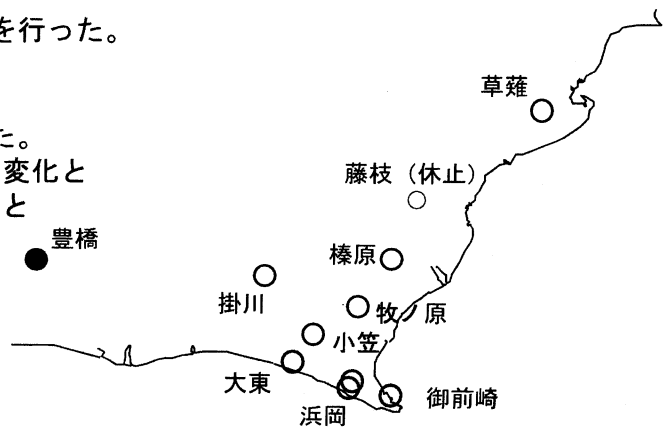 を行った。
た。
変化と
と
草薙
藤枝（休止）
豊橋
榛原
掛川
牧ノ原
小笠
大東
御前崎
浜岡